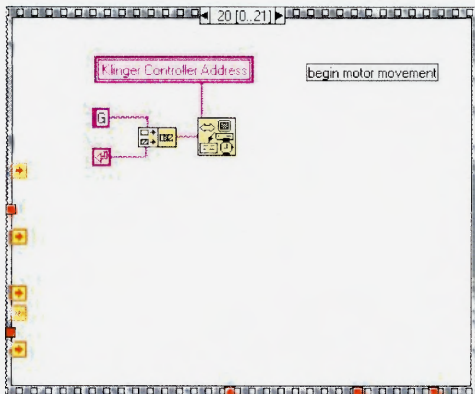 20 [0..21]
Klinger Controller Address
begin motor movement
G